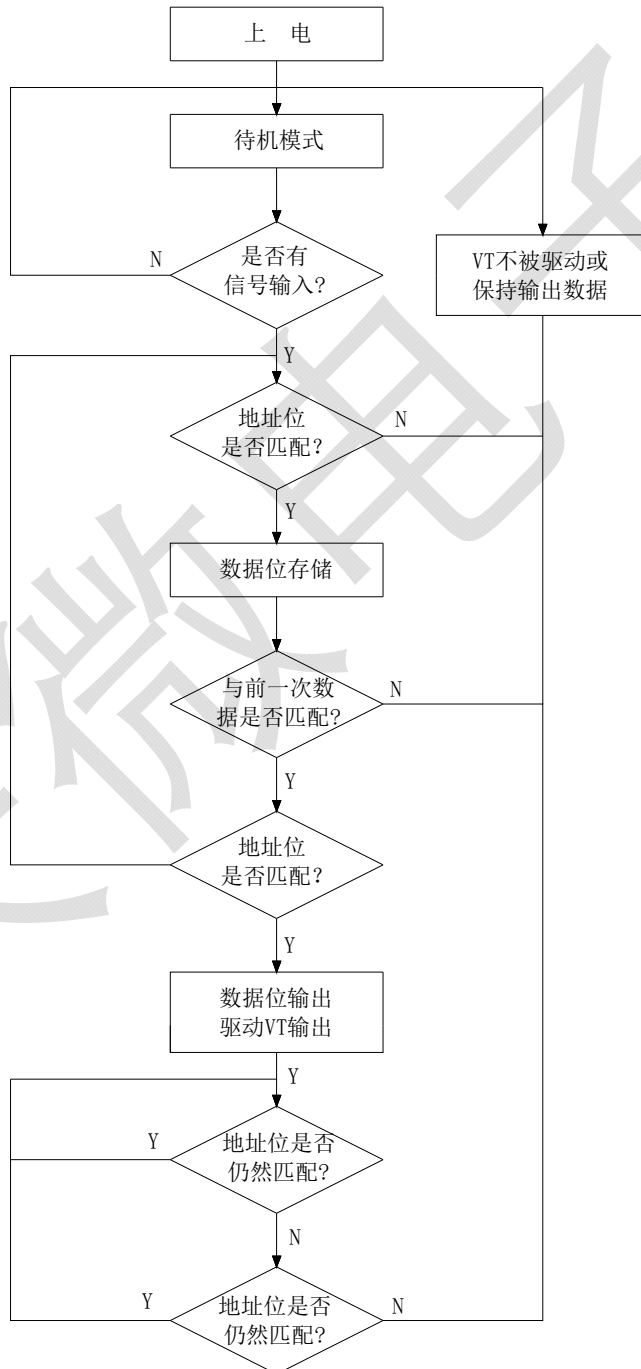 上 电
待机模式
N
是否有
信号输入?
VT不被驱动或
保持输出数据
Y
地址位
是否匹配?
N
Y
数据位存储
与前一次数
据是否匹配?
N
Y
地址位
是否匹配?
Y
数据位输出
驱动VT输出
Y
Y
地址位是否
仍然匹配?
N
Y
地址位是否
仍然匹配?
N
微电子